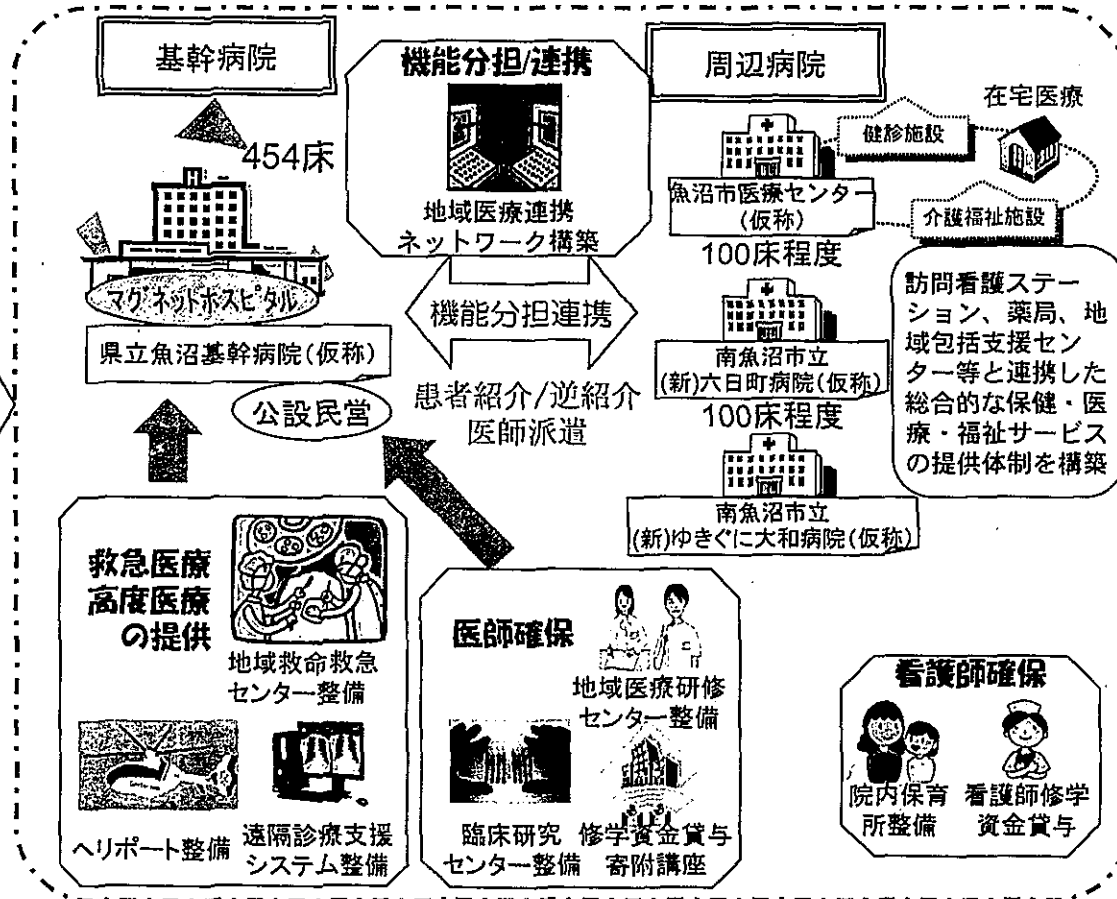 基幹病院
454床
マグネットホスピタル
県立魚沼基幹病院(仮称)
公設民営
機能分担/連携
地域医療連携
ネットワーク構築
機能分担連携
患者紹介/逆紹介
医師派遣
周辺病院
魚沼市医療センター
(仮称)
100床程度
南魚沼市立
(新)六日町病院(仮称)
100床程度
南魚沼市立
(新)ゆきぐに大和病院(仮称)
健診施設
在宅医療
介護福祉施設
訪問看護ステー
ション、薬局、地
域包括支援セン
ター等と連携した
総合的な保健・医
療・福祉サービス
の提供体制を構築
救急医療
高度医療
の提供
地域救命救急
センター整備
ヘリポート整備
遠隔診療支援
システム整備
医師確保
地域医療研修
センター整備
臨床研究
センター整備
修学資金貸与
寄附講座
看護師確保
院内保育
所整備
看護師修学
資金貸与